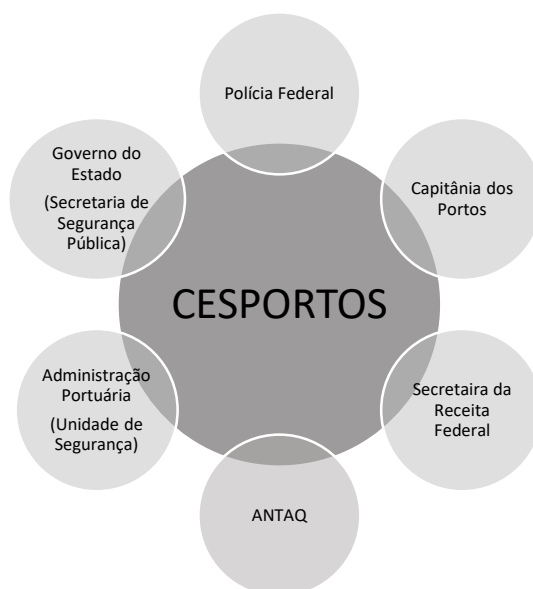 Polícia Federal
Governo do
Estado
(Secretaria de
Segurança
Pública)
Capitânia dos
Portos
CESPORTOS
Administração
Portuária
(Unidade de
Segurança)
Secretaira da
Receita
Federal
ANTAQ